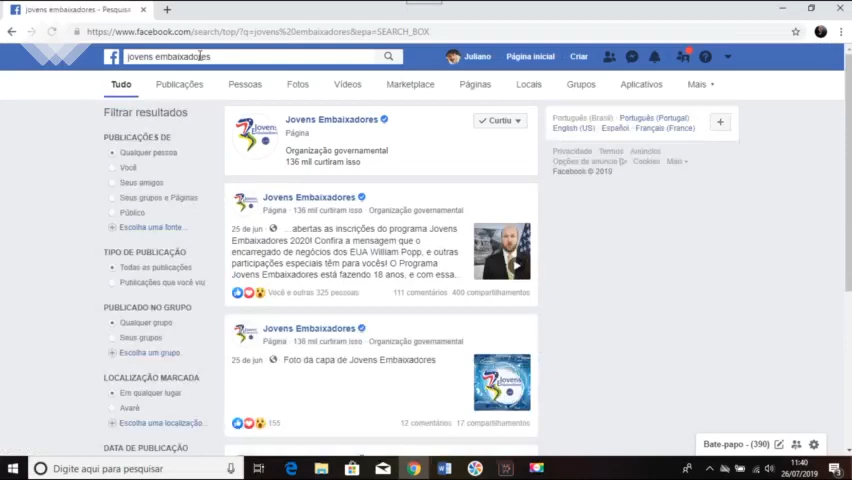 jovens embaixadores - Pesquisa
https://www.facebook.com/search/top/?q=jovens%20embaixadores&epa=SEARCH_BOX
jovens embaixadores
Juliano Página inicial Criar
Tudo Publicações Pessoas Fotos Vídeos Marketplace Páginas Locais Grupos Aplicativos Mais
Filtrar resultados
PUBLICAÇÕES DE
Qualquer pessoa
Você
Seus amigos
Seus grupos e Páginas
Público
Escolha uma fonte...
TIPO DE PUBLICAÇÃO
Todas as publicações
Publicações que você viu
PUBLICADO NO GRUPO
Qualquer grupo
Seus grupos
Escolha um grupo
LOCALIZAÇÃO MARCADA
Em qualquer lugar
Avaré
Escolha uma localização...
DATA DE PUBLICAÇÃO
Jovens Embaixadores
Página
Organização governamental
136 mil curtiram isso
Curtiu
Jovens Embaixadores
Página · 136 mil curtiram isso · Organização governamental
25 de jun · ...abertas as inscrições do programa Jovens
Embaixadores 2020! Confira a mensagem que o
encarregado de negócios dos EUA William Popp, e outras
participações especiais têm para vocês! O Programa
Jovens Embaixadores está fazendo 18 anos, e com essa...
Você e outras 325 pessoas 111 comentários 400 compartilhamentos
Jovens Embaixadores
Página · 136 mil curtiram isso · Organização governamental
25 de jun · Foto da capa de Jovens Embaixadores
155 12 comentários 17 compartilhamentos
Português (Brasil) · Português (Portugal)
English (US) · Español · Français (France)
Privacidade · Termos · Anúncios
Opções de anúncio · Cookies · Mais
Facebook © 2019
Bate-papo (390)
Digite aqui para pesquisar
11:40
26/07/2019